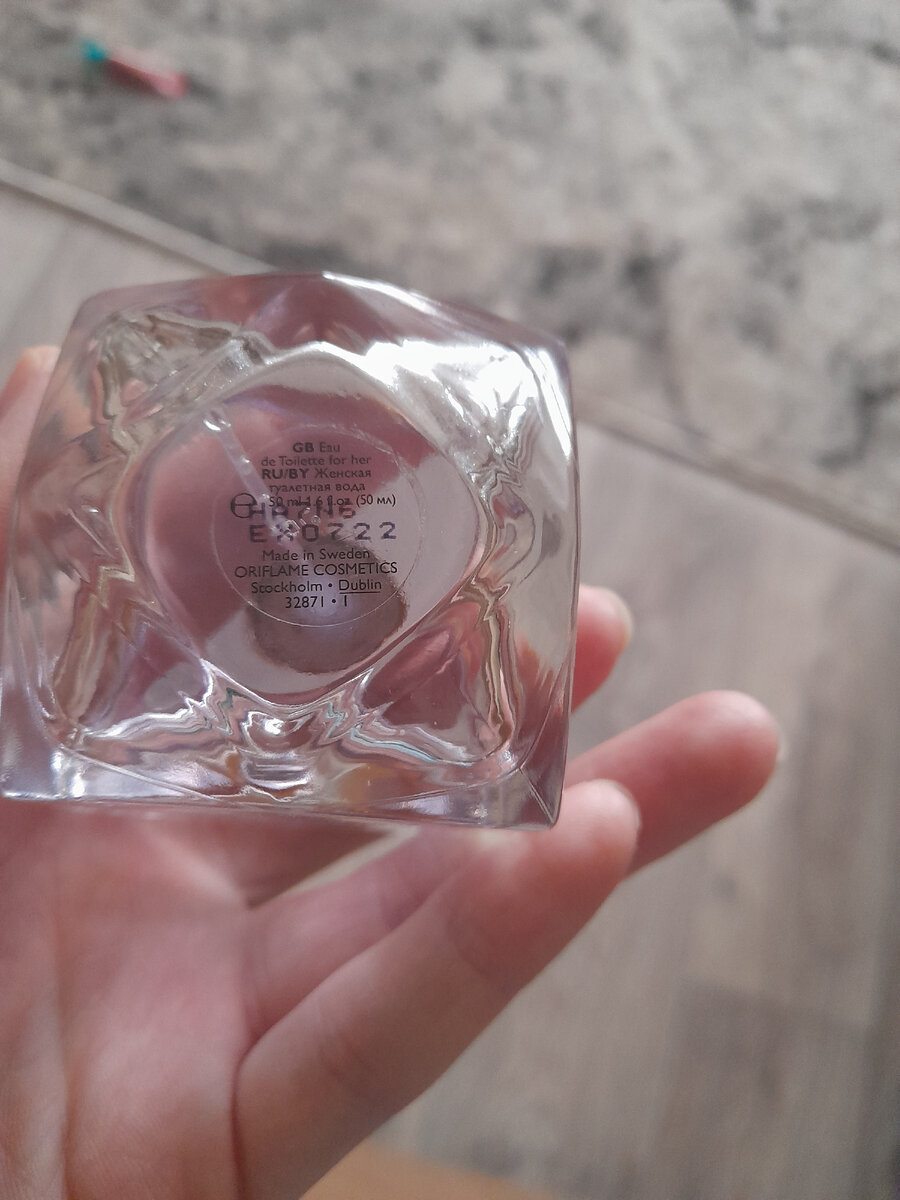 GB Eau
de Toilette for her
RU/BY Женская
туалетная вода
℮ 50 ml 1.6 fl.oz. (50 мл)
EX0722
Made in Sweden
ORIFLAME COSMETICS
Stockholm • Dublin
32871 • 1